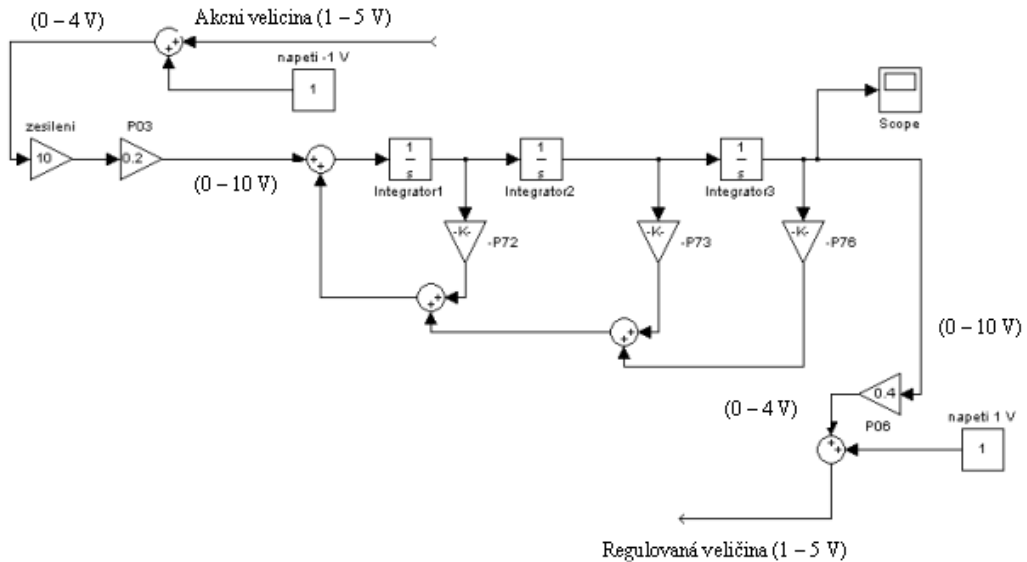 (0 – 4 V)
Akcni velicina (1 – 5 V)
napeti -1 V
1
Scope
zesileni
10
P03
0.2
(0 – 10 V)
1
s
Integrator1
1
s
Integrator2
1
s
Integrator3
-K-
-P72
-K-
-P73
-K-
-P76
(0 – 10 V)
(0 – 4 V)
0.4
P06
napeti 1 V
1
Regulovaná veličina (1 – 5 V)